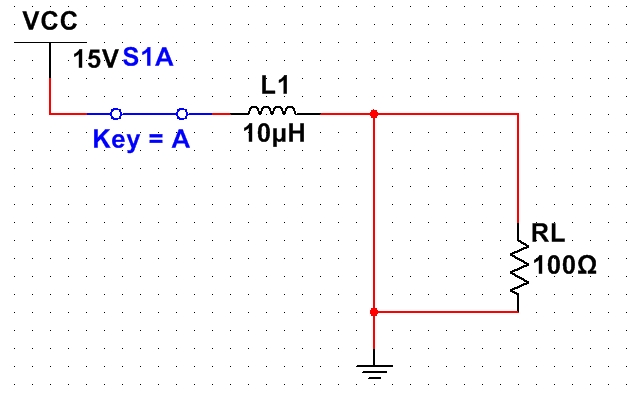 VCC
15V
S1A
Key = A
L1
10µH
RL
100Ω